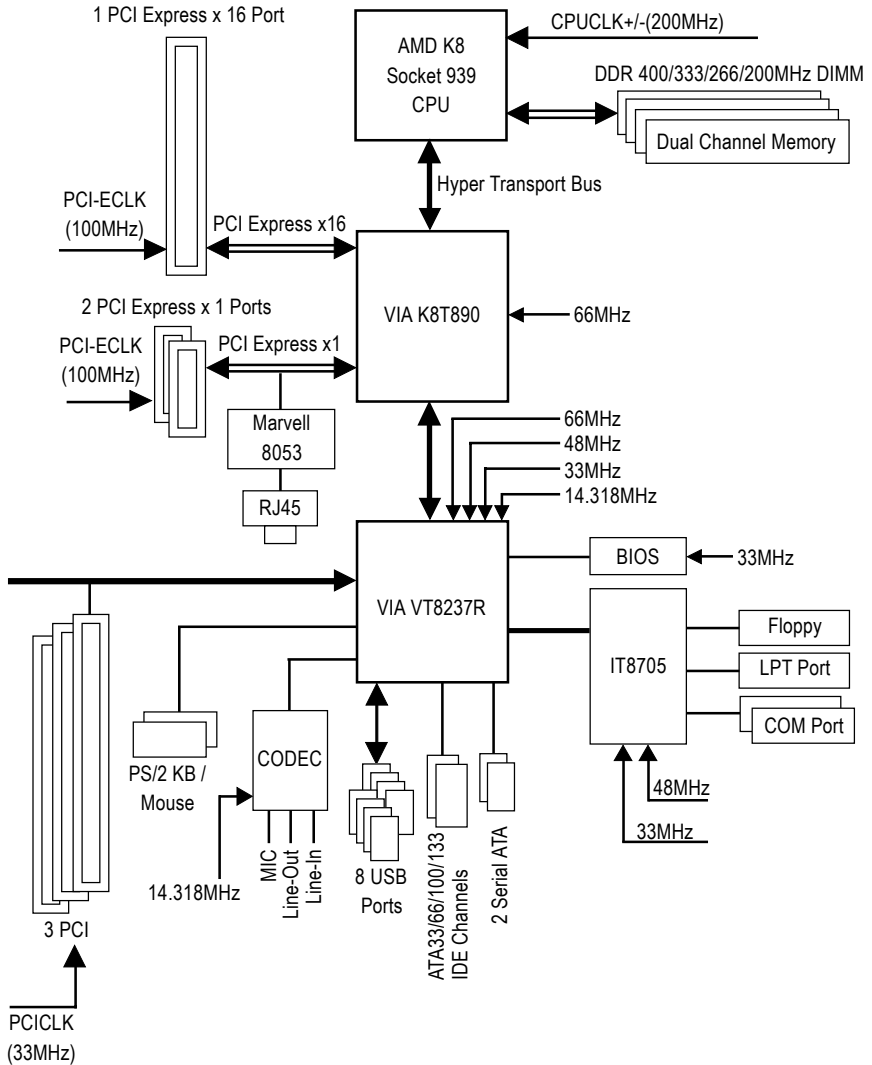 1 PCI Express x 16 Port
AMD K8
Socket 939
CPU
CPUCLK+/-(200MHz)
DDR 400/333/266/200MHz DIMM
Dual Channel Memory
Hyper Transport Bus
PCI-ECLK
(100MHz)
PCI Express x16
VIA K8T890
66MHz
2 PCI Express x 1 Ports
PCI-ECLK
(100MHz)
PCI Express x1
Marvell
8053
RJ45
66MHz
48MHz
33MHz
14.318MHz
VIA VT8237R
BIOS
33MHz
IT8705
Floppy
LPT Port
COM Port
48MHz
33MHz
PS/2 KB /
Mouse
CODEC
14.318MHz
MIC
Line-Out
Line-In
8 USB
Ports
ATA33/66/100/133
IDE Channels
2 Serial ATA
3 PCI
PCICLK
(33MHz)